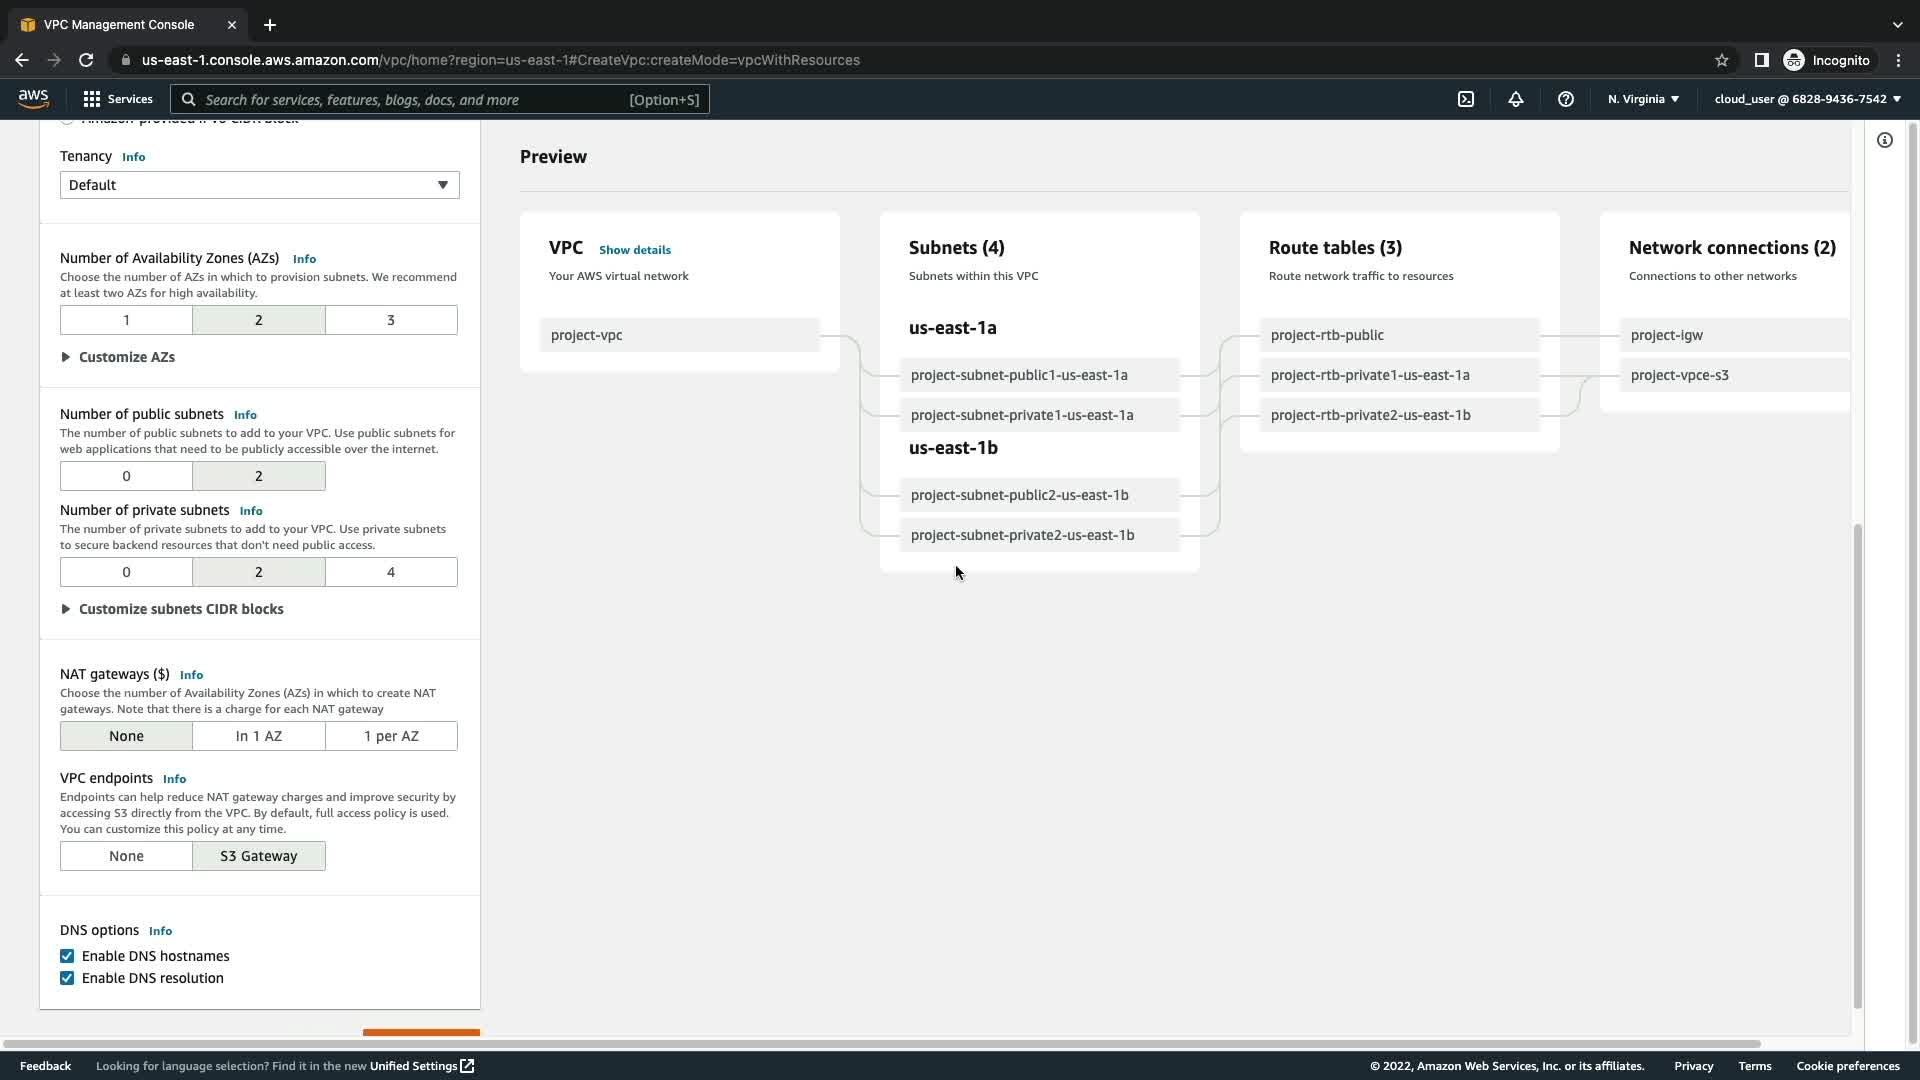 VPC Management Console
us-east-1.console.aws.amazon.com/vpc/home?region=us-east-1#CreateVpc:createMode=vpcWithResources
Incognito
aws
Services
Search for services, features, blogs, docs, and more
[Option+S]
N. Virginia
cloud_user @ 6828-9436-7542
Tenancy Info
Default
Number of Availability Zones (AZs) Info
Choose the number of AZs in which to provision subnets. We recommend
at least two AZs for high availability.
1 2 3
Customize AZs
Number of public subnets Info
The number of public subnets to add to your VPC. Use public subnets for
web applications that need to be publicly accessible over the internet.
0 2
Number of private subnets Info
The number of private subnets to add to your VPC. Use private subnets
to secure backend resources that don't need public access.
0 2 4
Customize subnets CIDR blocks
NAT gateways ($) Info
Choose the number of Availability Zones (AZs) in which to create NAT
gateways. Note that there is a charge for each NAT gateway
None In 1 AZ 1 per AZ
VPC endpoints Info
Endpoints can help reduce NAT gateway charges and improve security by
accessing S3 directly from the VPC. By default, full access policy is used.
You can customize this policy at any time.
None S3 Gateway
DNS options Info
Enable DNS hostnames
Enable DNS resolution
Preview
VPC Show details
Your AWS virtual network
project-vpc
Subnets (4)
Subnets within this VPC
us-east-1a
project-subnet-public1-us-east-1a
project-subnet-private1-us-east-1a
us-east-1b
project-subnet-public2-us-east-1b
project-subnet-private2-us-east-1b
Route tables (3)
Route network traffic to resources
project-rtb-public
project-rtb-private1-us-east-1a
project-rtb-private2-us-east-1b
Network connections (2)
Connections to other networks
project-igw
project-vpce-s3
Feedback
Looking for language selection? Find it in the new Unified Settings
© 2022, Amazon Web Services, Inc. or its affiliates.
Privacy
Terms
Cookie preferences